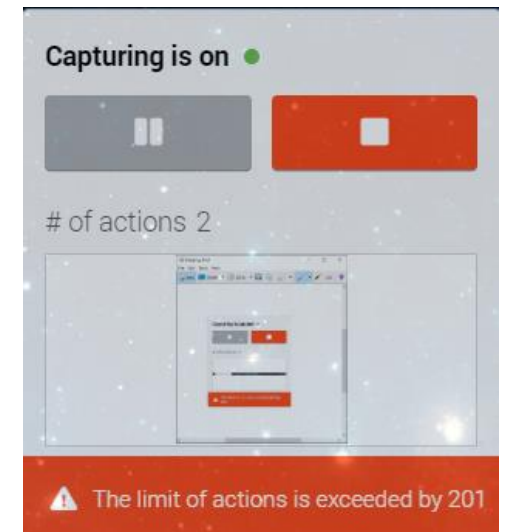 Capturing is on
# of actions 2
The limit of actions is exceeded by 201